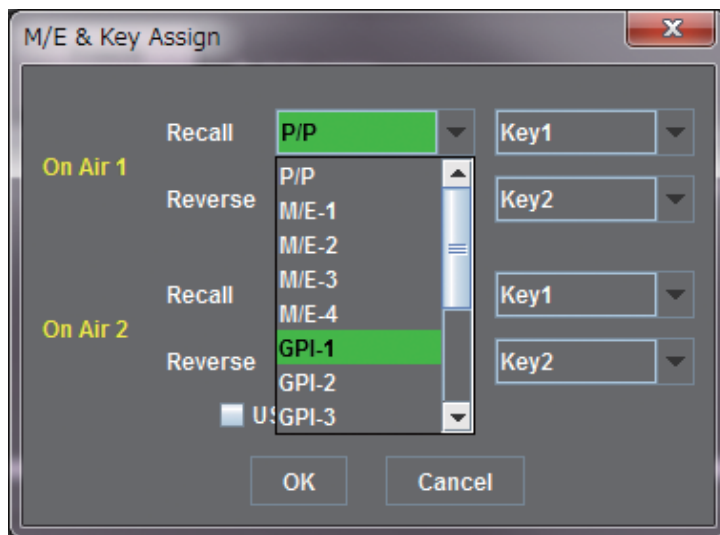 M/E & Key Assign
On Air 1
Recall P/P Key1
Reverse Key2
P/P
M/E-1
M/E-2
M/E-3
M/E-4
GPI-1
GPI-2
GPI-3
On Air 2
Recall Key1
Reverse Key2
OK Cancel